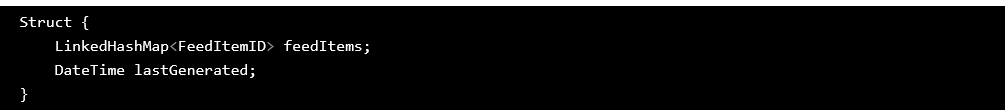 Struct {
    LinkedHashMap<FeedItemID> feedItems;
    DateTime lastGenerated;
}